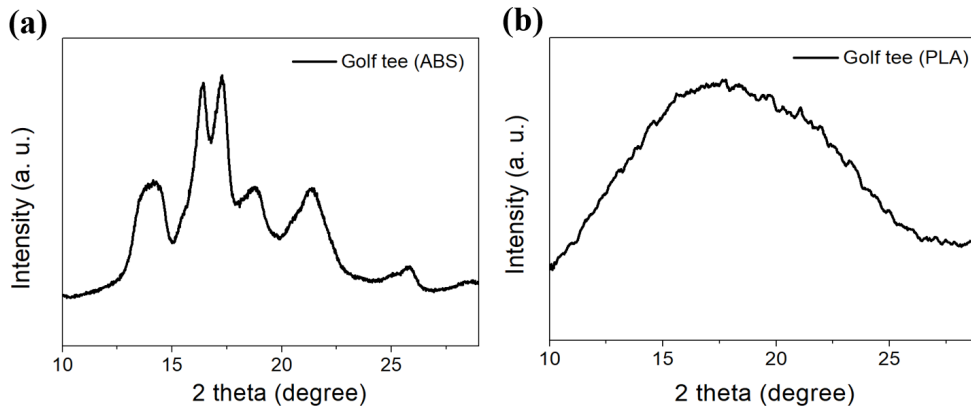 (a)
Golf tee (ABS)
Intensity (a. u.)
10 15 20 25
2 theta (degree)
(b)
Golf tee (PLA)
Intensity (a. u.)
10 15 20 25
2 theta (degree)